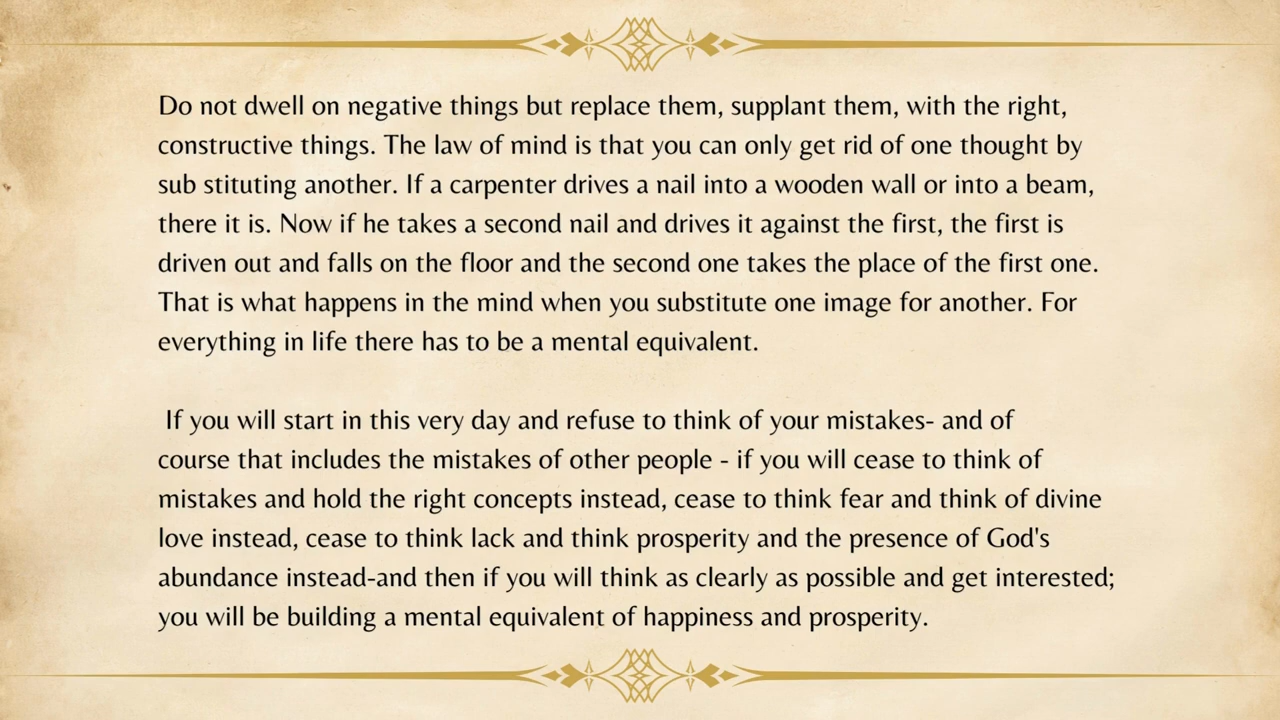 Do not dwell on negative things but replace them, supplant them, with the right,
constructive things. The law of mind is that you can only get rid of one thought by
sub stituting another. If a carpenter drives a nail into a wooden wall or into a beam,
there it is. Now if he takes a second nail and drives it against the first, the first is
driven out and falls on the floor and the second one takes the place of the first one.
That is what happens in the mind when you substitute one image for another. For
everything in life there has to be a mental equivalent.
If you will start in this very day and refuse to think of your mistakes- and of
course that includes the mistakes of other people - if you will cease to think of
mistakes and hold the right concepts instead, cease to think fear and think of divine
love instead, cease to think lack and think prosperity and the presence of God's
abundance instead-and then if you will think as clearly as possible and get interested;
you will be building a mental equivalent of happiness and prosperity.